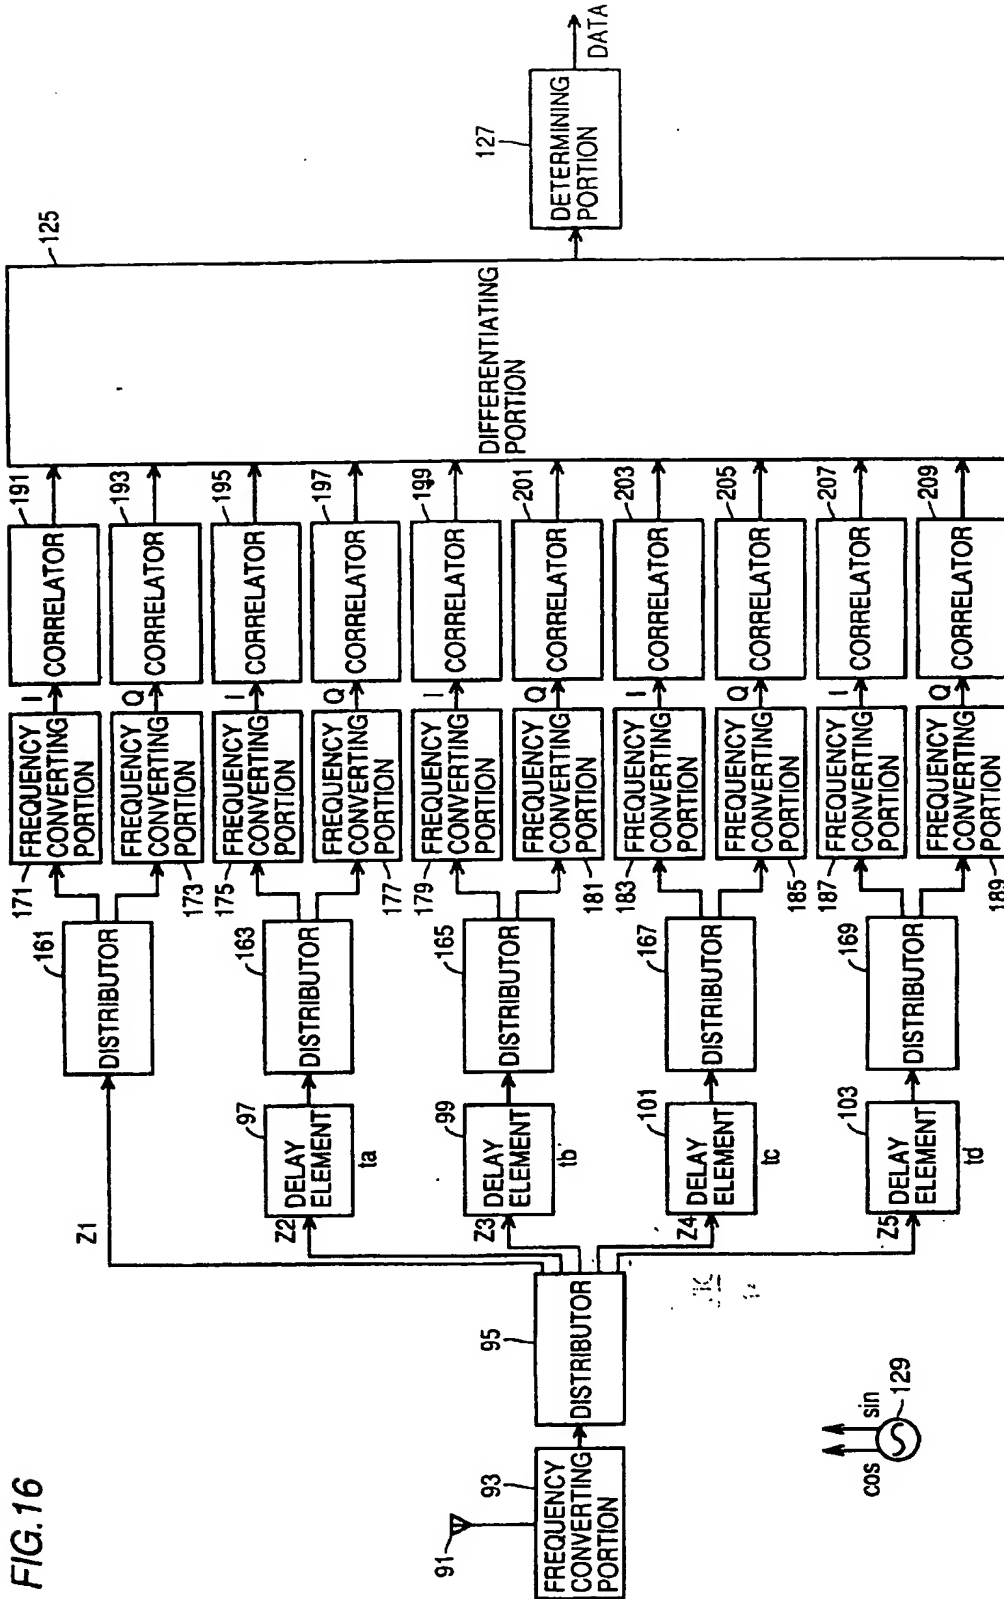 FIG.16
91
93
FREQUENCY
CONVERTING
PORTION
95
DISTRIBUTOR
Z1
Z2
Z3
Z4
Z5
97
DELAY
ELEMENT
ta
99
DELAY
ELEMENT
tb
101
DELAY
ELEMENT
tc
103
DELAY
ELEMENT
td
161
DISTRIBUTOR
163
DISTRIBUTOR
165
DISTRIBUTOR
167
DISTRIBUTOR
169
DISTRIBUTOR
171
FREQUENCY
CONVERTING
PORTION
I
173
FREQUENCY
CONVERTING
PORTION
Q
175
FREQUENCY
CONVERTING
PORTION
I
177
FREQUENCY
CONVERTING
PORTION
Q
179
FREQUENCY
CONVERTING
PORTION
I
181
FREQUENCY
CONVERTING
PORTION
Q
183
FREQUENCY
CONVERTING
PORTION
I
185
FREQUENCY
CONVERTING
PORTION
Q
187
FREQUENCY
CONVERTING
PORTION
I
189
FREQUENCY
CONVERTING
PORTION
Q
191
CORRELATOR
193
CORRELATOR
195
CORRELATOR
197
CORRELATOR
199
CORRELATOR
201
CORRELATOR
203
CORRELATOR
205
CORRELATOR
207
CORRELATOR
209
CORRELATOR
125
DIFFERENTIATING
PORTION
127
DETERMINING
PORTION
DATA
cos
sin
129